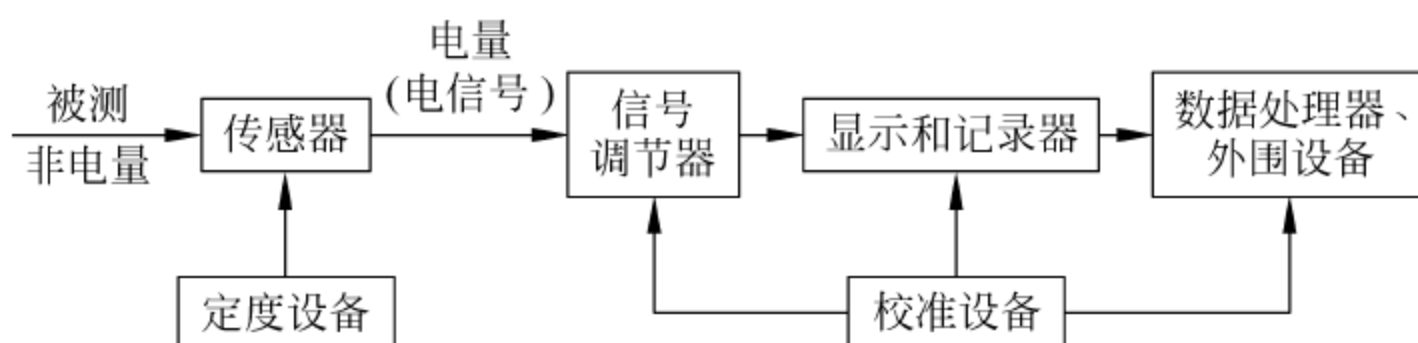 电量
(电信号)
被测
非电量
传感器
信号
调节器
显示和记录器
数据处理器、
外围设备
定度设备
校准设备